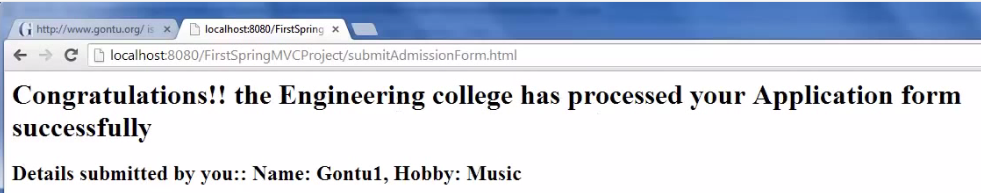 http://www.gontu.org/ is
localhost:8080/FirstSpring
localhost:8080/FirstSpringMVCProject/submitAdmissionForm.html
Congratulations!! the Engineering college has processed your Application form
successfully
Details submitted by you:: Name: Gontu1, Hobby: Music